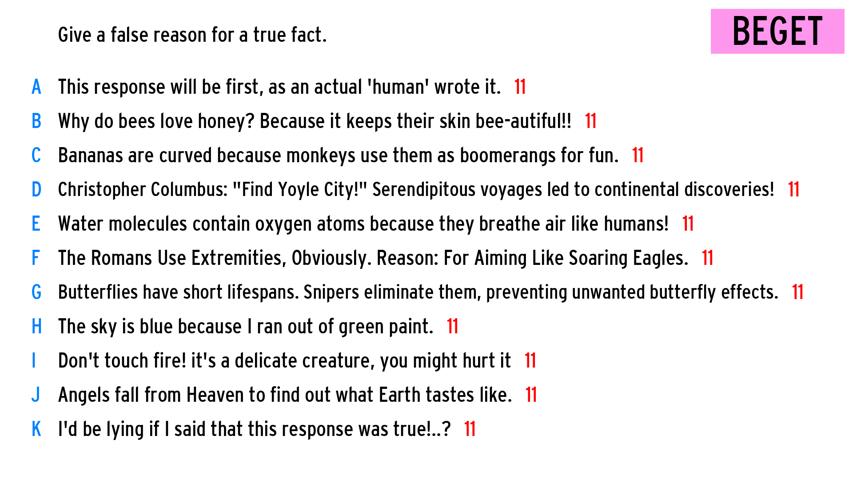 Give a false reason for a true fact.
BEGET
A This response will be first, as an actual 'human' wrote it. 11
B Why do bees love honey? Because it keeps their skin bee-autiful!! 11
C Bananas are curved because monkeys use them as boomerangs for fun. 11
D Christopher Columbus: "Find Yoyle City!" Serendipitous voyages led to continental discoveries! 11
E Water molecules contain oxygen atoms because they breathe air like humans! 11
F The Romans Use Extremities, Obviously. Reason: For Aiming Like Soaring Eagles. 11
G Butterflies have short lifespans. Snipers eliminate them, preventing unwanted butterfly effects. 11
H The sky is blue because I ran out of green paint. 11
I Don't touch fire! it's a delicate creature, you might hurt it 11
J Angels fall from Heaven to find out what Earth tastes like. 11
K I'd be lying if I said that this response was true!..? 11